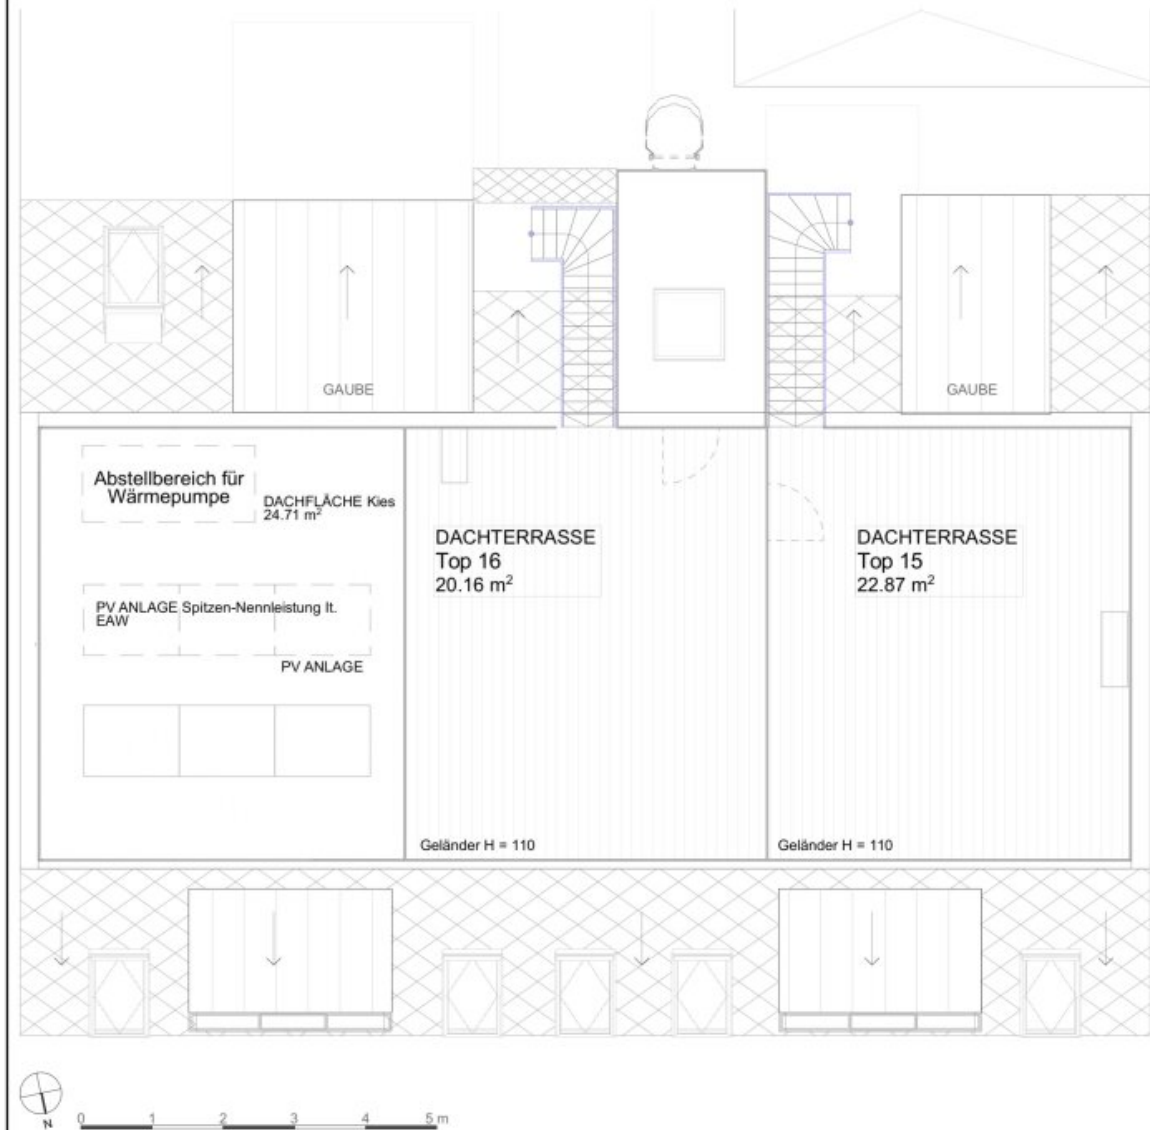 GAUBE
GAUBE
Abstellbereich für
Wärmepumpe
DACHFLÄCHE Kies
24.71 m²
DACHTERRASSE
Top 16
20.16 m²
DACHTERRASSE
Top 15
22.87 m²
PV ANLAGE Spitzen-Nennleistung lt.
EAW
PV ANLAGE
Geländer H = 110
Geländer H = 110
N
0 1 2 3 4 5 m